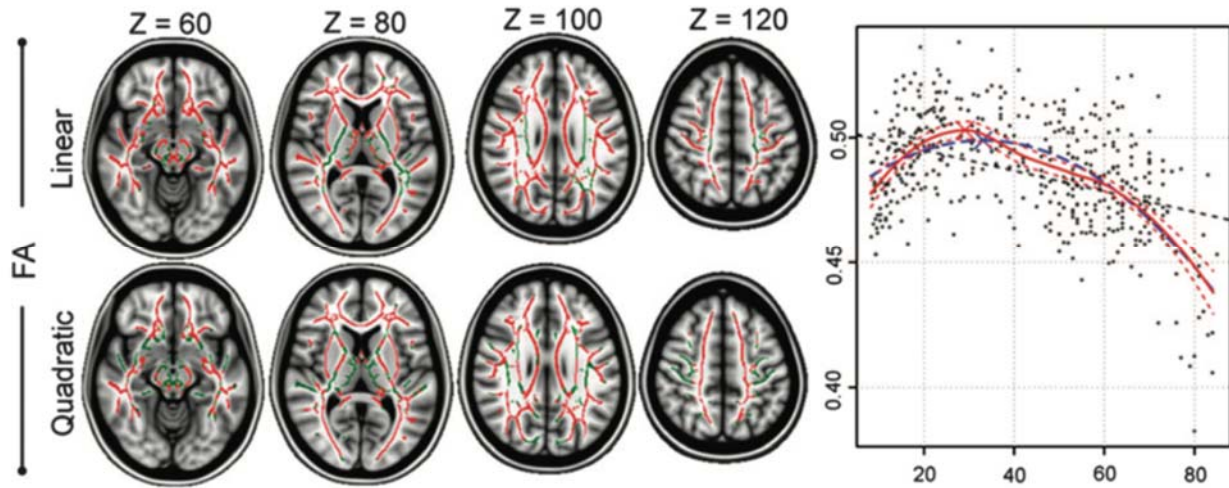 Z = 60
Z = 80
Z = 100
Z = 120
FA
Linear
Quadratic
0.50
0.45
0.40
20
40
60
80